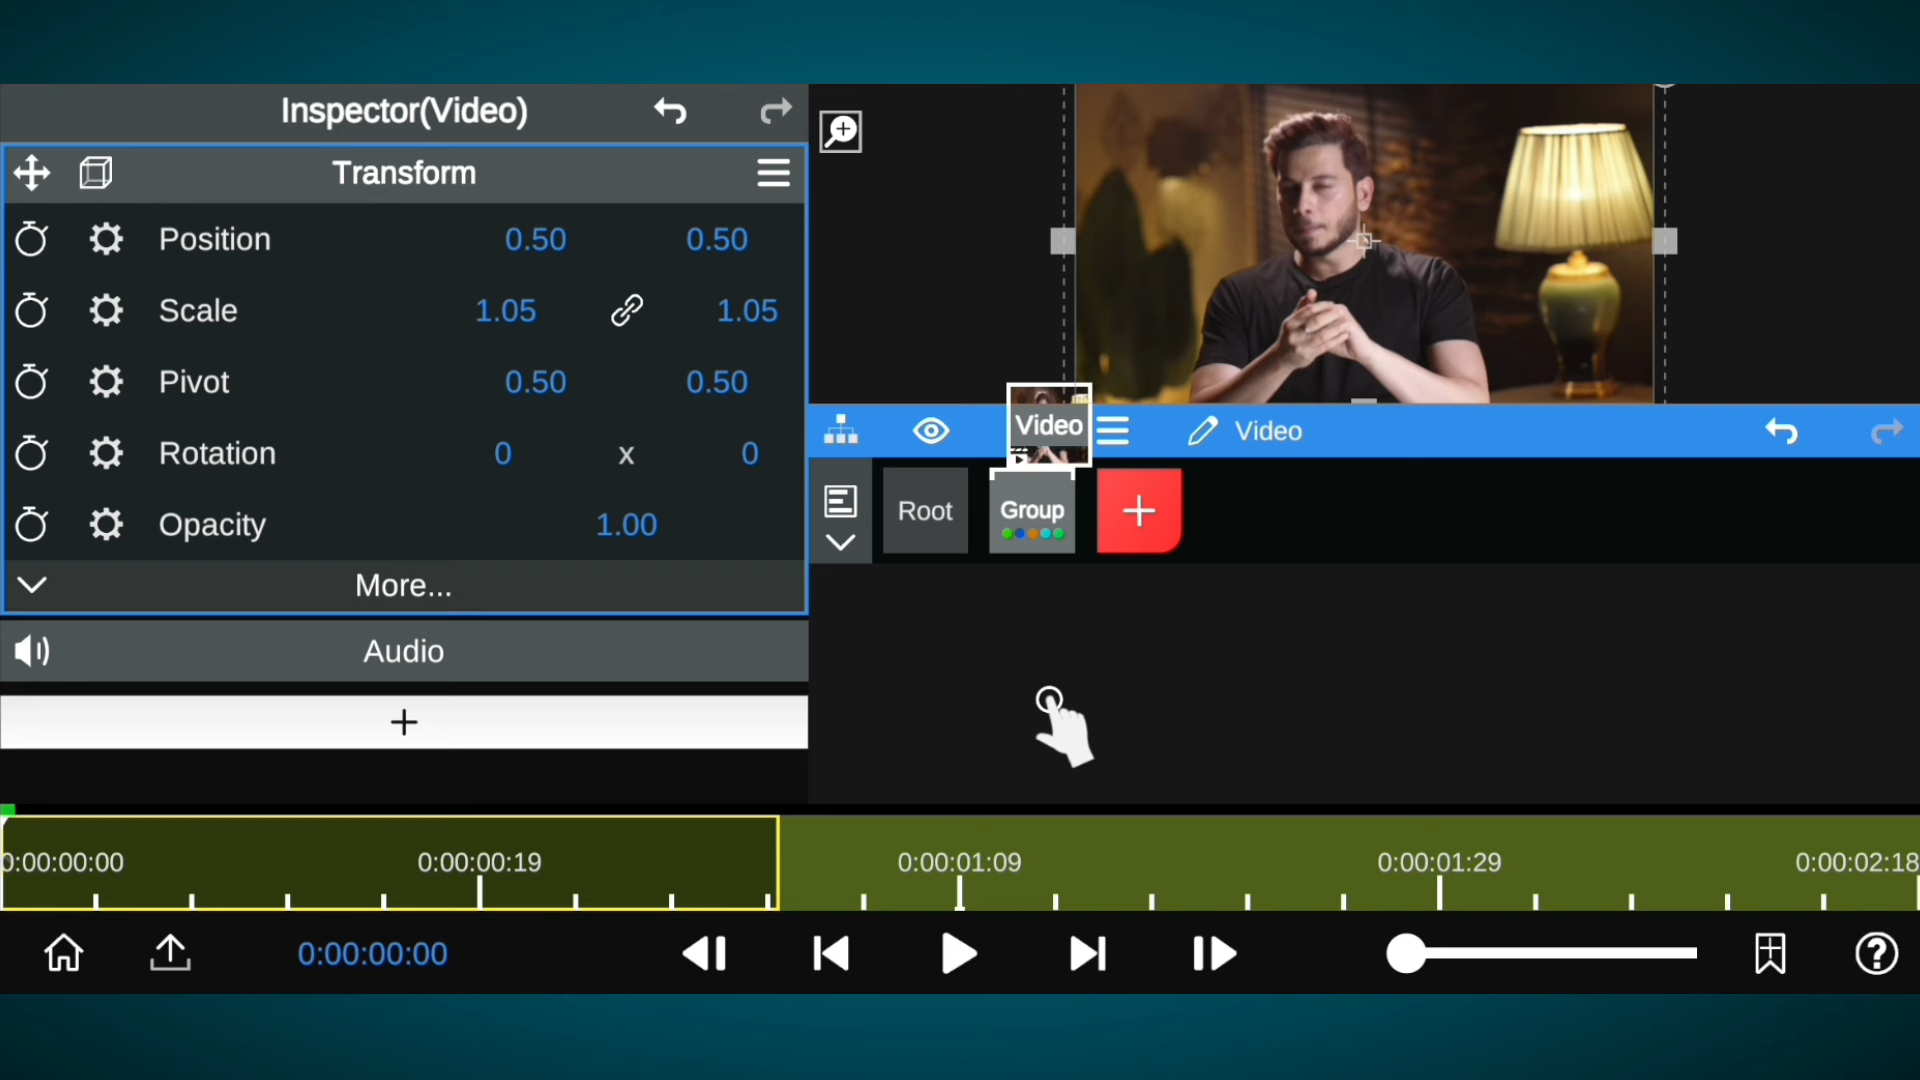 Inspector(Video)
Transform
Position 0.50 0.50
Scale 1.05 1.05
Pivot 0.50 0.50
Rotation 0 x 0
Opacity 1.00
More...
Audio
+
Video
Video
Root
Group
+
0:00:00:00 0:00:00:19 0:00:01:09 0:00:01:29 0:00:02:18
0:00:00:00
?